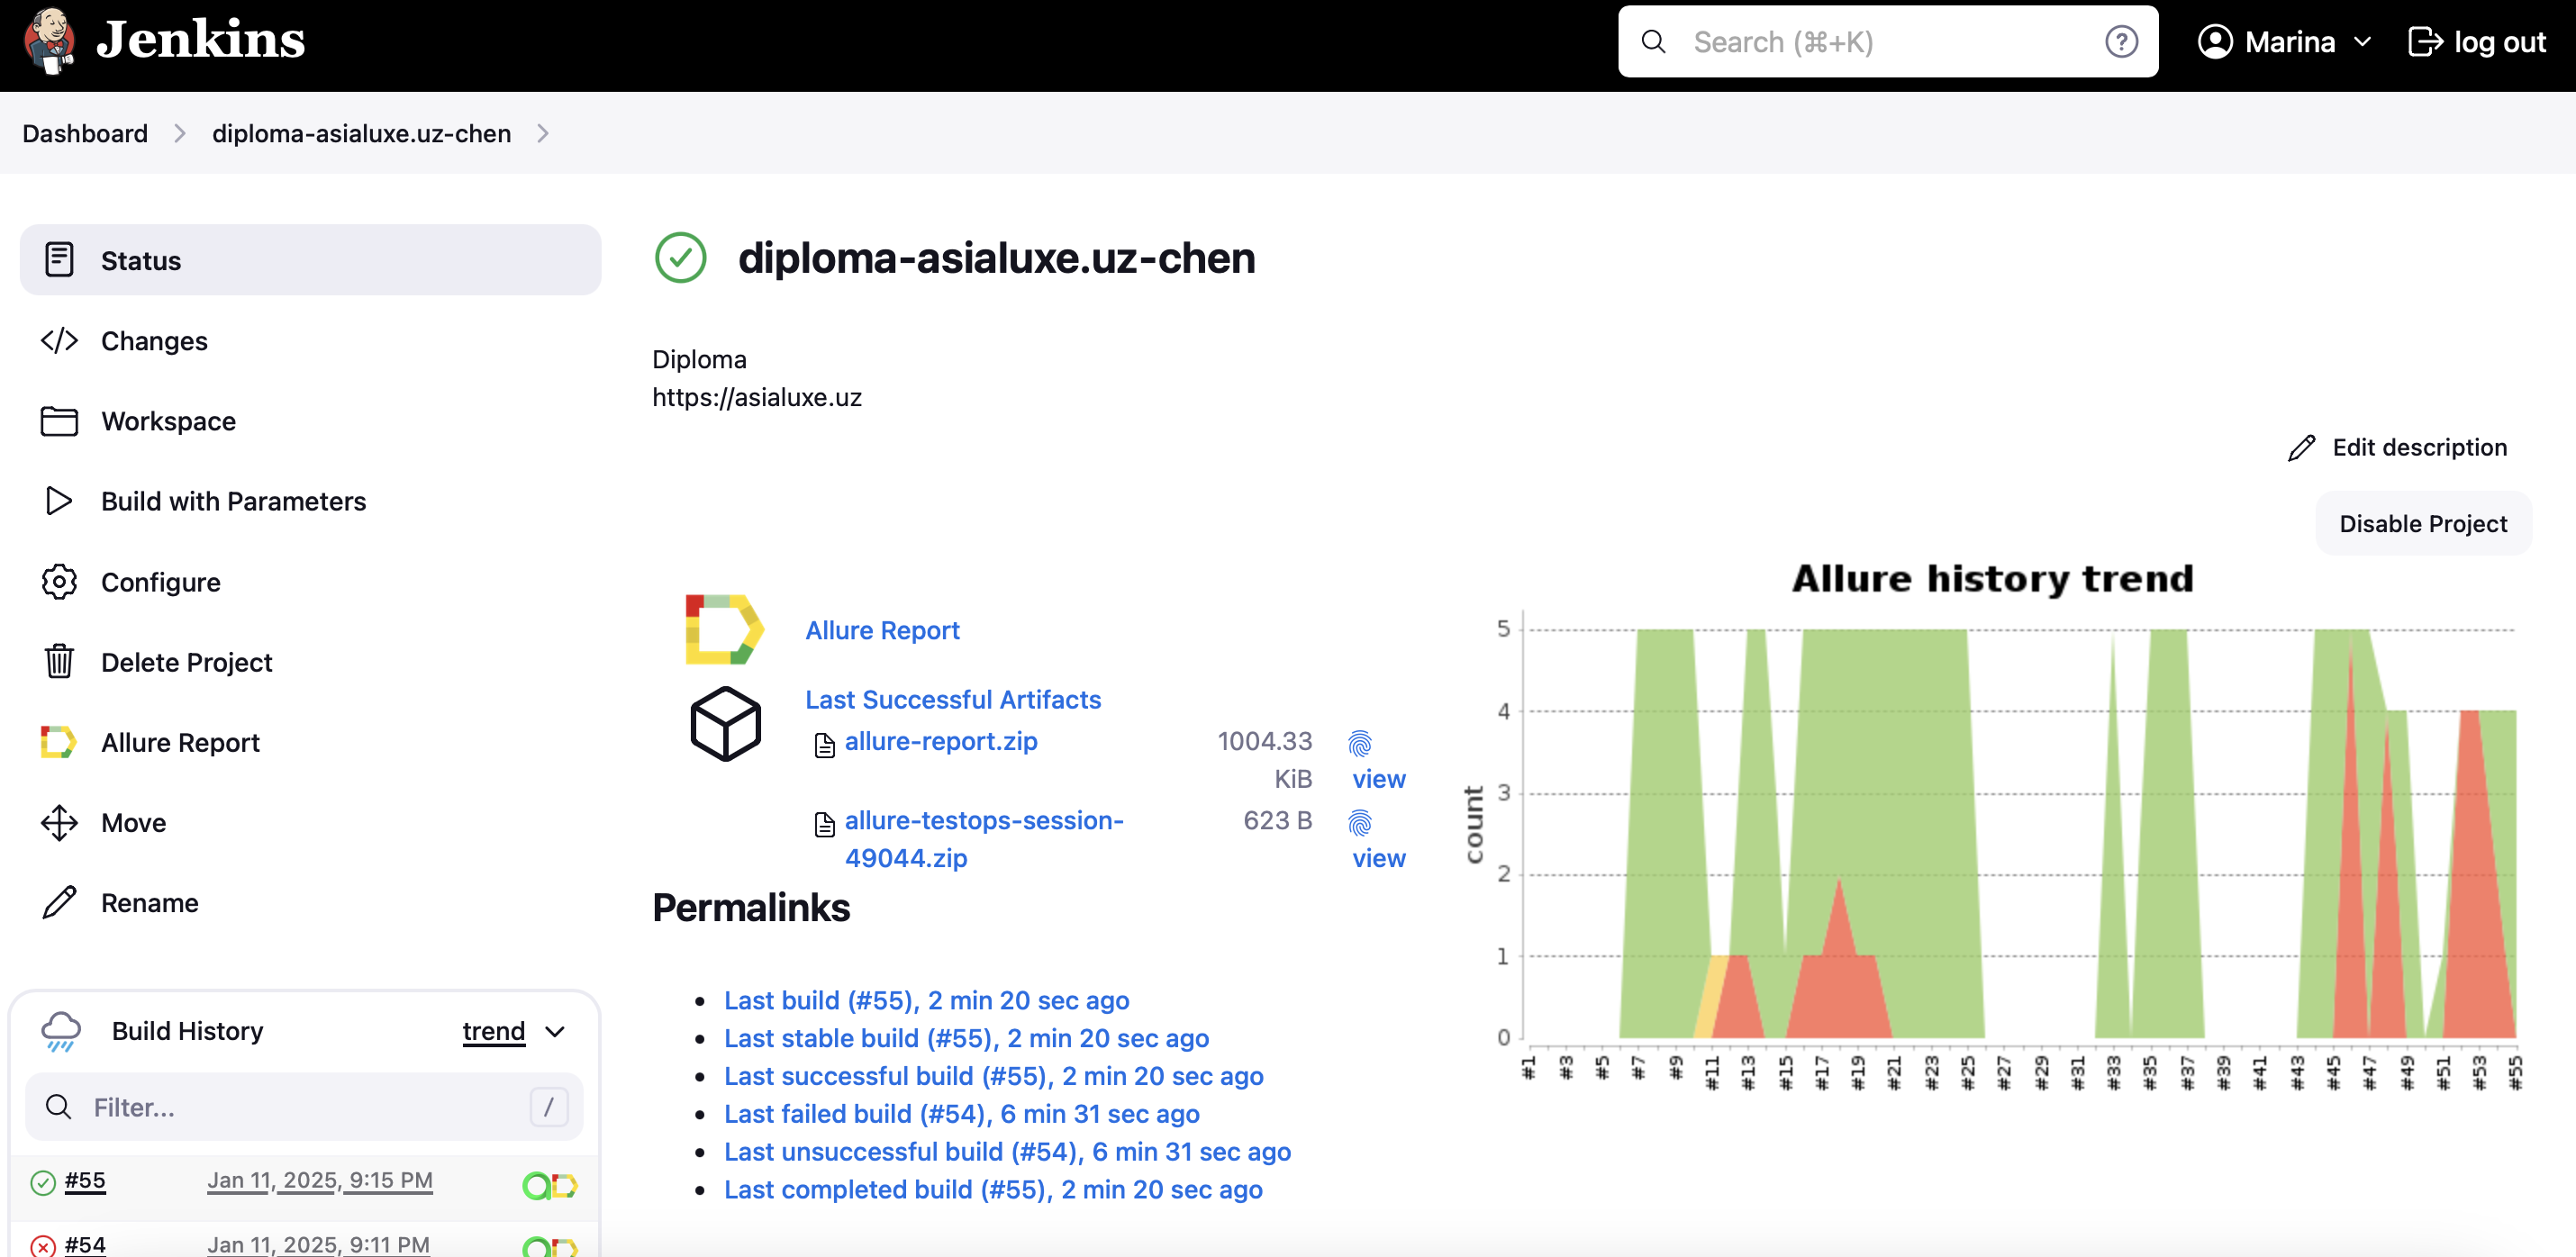 Jenkins
Search (⌘+K)
?
Marina
log out
Dashboard
diploma-asialuxe.uz-chen
Status
Changes
Workspace
Build with Parameters
Configure
Delete Project
Allure Report
Move
Rename
Build History
trend
Filter...
/
#55
Jan 11, 2025, 9:15 PM
#54
Jan 11, 2025, 9:11 PM
diploma-asialuxe.uz-chen
Diploma
https://asialuxe.uz
Edit description
Disable Project
Allure Report
Last Successful Artifacts
allure-report.zip
1004.33
KiB
view
allure-testops-session-
49044.zip
623 B
view
Permalinks
Last build (#55), 2 min 20 sec ago
Last stable build (#55), 2 min 20 sec ago
Last successful build (#55), 2 min 20 sec ago
Last failed build (#54), 6 min 31 sec ago
Last unsuccessful build (#54), 6 min 31 sec ago
Last completed build (#55), 2 min 20 sec ago
Allure history trend
count
5
4
3
2
1
0
#1 #3 #5 #7 #9 #11 #13 #15 #17 #19 #21 #23 #25 #27 #29 #31 #33 #35 #37 #39 #41 #43 #45 #47 #49 #51 #53 #55